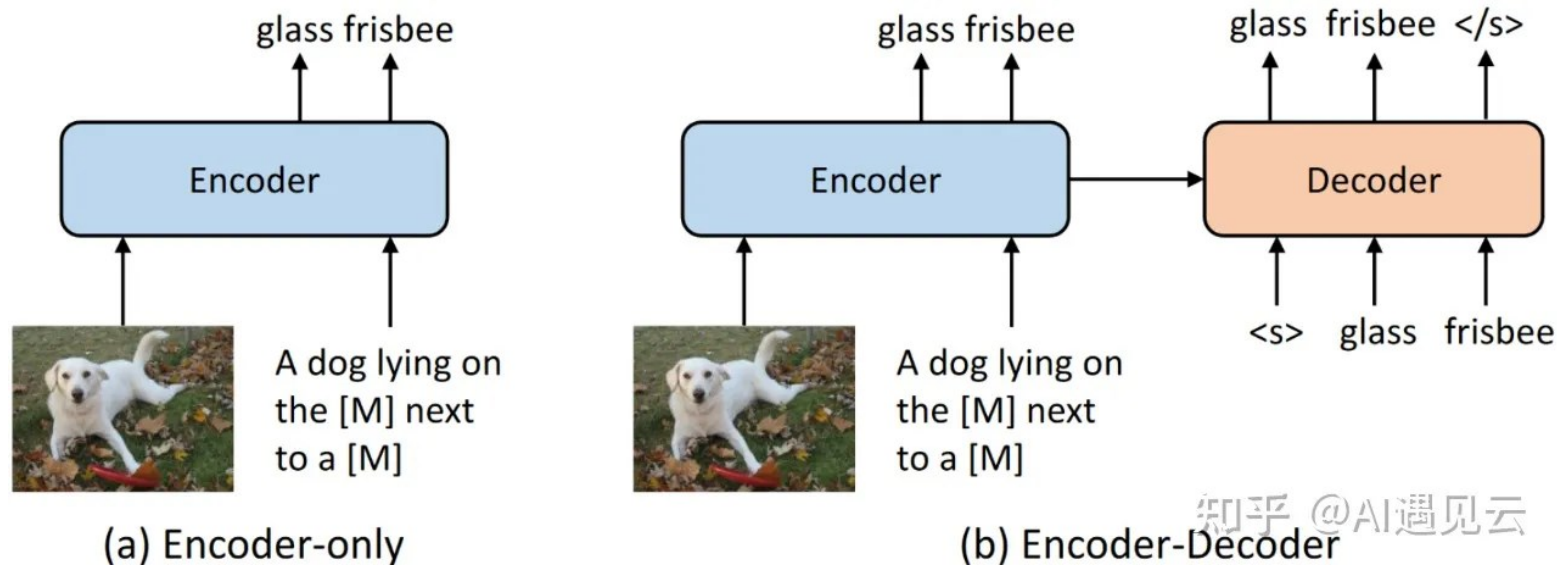 glass frisbee
Encoder
A dog lying on
the [M] next
to a [M]
(a) Encoder-only
glass frisbee
Encoder
A dog lying on
the [M] next
to a [M]
glass frisbee </s>
Decoder
<s> glass frisbee
(b) Encoder-Decoder
知乎 @AI遇见云